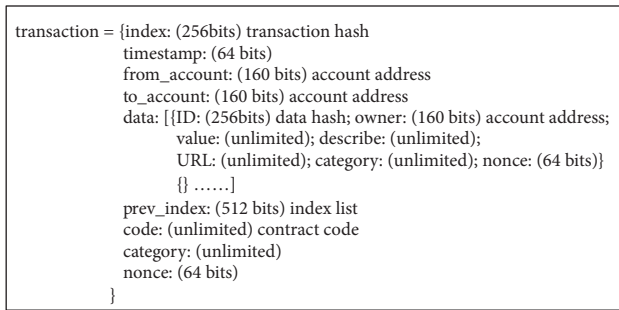 transaction = {index: (256bits) transaction hash
timestamp: (64 bits)
from_account: (160 bits) account address
to_account: (160 bits) account address
data: [{ID: (256bits) data hash; owner: (160 bits) account address;
value: (unlimited); describe: (unlimited);
URL: (unlimited); category: (unlimited); nonce: (64 bits)}
{} ......]
prev_index: (512 bits) index list
code: (unlimited) contract code
category: (unlimited)
nonce: (64 bits)
}